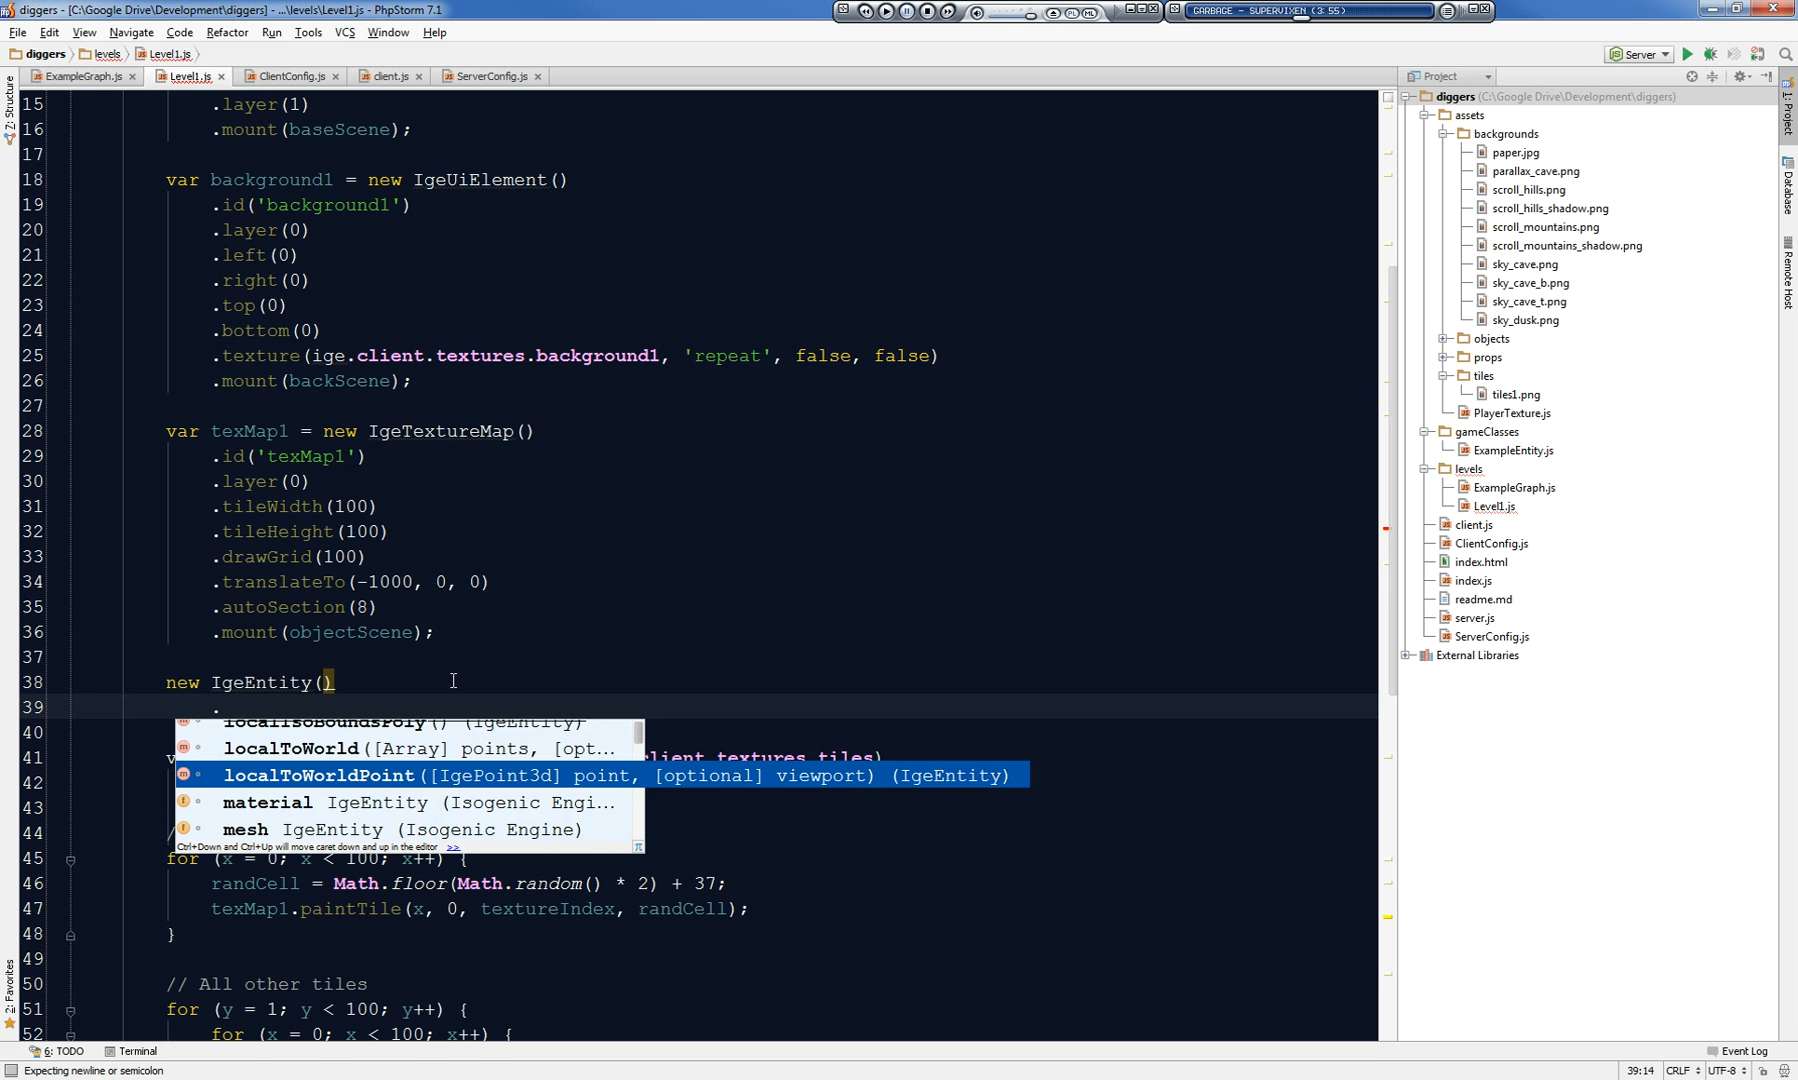 diggers - [C:\Google Drive\Development\diggers] - ...\levels\Level1.js - PhpStorm 7.1
GARBAGE - SUPERVIXEN (3:55)
File Edit View Navigate Code Refactor Run Tools VCS Window Help
diggers levels Level1.js
Server
ExampleGraph.js Level1.js ClientConfig.js client.js ServerConfig.js
7: Structure
2: Favorites
15 .layer(1)
16 .mount(baseScene);
17
18 var background1 = new IgeUiElement()
19 .id('background1')
20 .layer(0)
21 .left(0)
22 .right(0)
23 .top(0)
24 .bottom(0)
25 .texture(ige.client.textures.background1, 'repeat', false, false)
26 .mount(backScene);
27
28 var texMap1 = new IgeTextureMap()
29 .id('texMap1')
30 .layer(0)
31 .tileWidth(100)
32 .tileHeight(100)
33 .drawGrid(100)
34 .translateTo(-1000, 0, 0)
35 .autoSection(8)
36 .mount(objectScene);
37
38 new IgeEntity()
39 .
localIsoBoundsPoly() (IgeEntity)
40
localToWorld([Array] points, [opt...
41 v client.textures.tiles)
localToWorldPoint([IgePoint3d] point, [optional] viewport) (IgeEntity)
42
material IgeEntity (Isogenic Engi...
43
mesh IgeEntity (Isogenic Engine)
44 /
Ctrl+Down and Ctrl+Up will move caret down and up in the editor >>
π
45 for (x = 0; x < 100; x++) {
46 randCell = Math.floor(Math.random() * 2) + 37;
47 texMap1.paintTile(x, 0, textureIndex, randCell);
48 }
49
50 // All other tiles
51 for (y = 1; y < 100; y++) {
52 for (x = 0; x < 100; x++) {
Project
diggers (C:\Google Drive\Development\diggers)
assets
backgrounds
paper.jpg
parallax_cave.png
scroll_hills.png
scroll_hills_shadow.png
scroll_mountains.png
scroll_mountains_shadow.png
sky_cave.png
sky_cave_b.png
sky_cave_t.png
sky_dusk.png
objects
props
tiles
tiles1.png
PlayerTexture.js
gameClasses
ExampleEntity.js
levels
ExampleGraph.js
Level1.js
client.js
ClientConfig.js
index.html
index.js
readme.md
server.js
ServerConfig.js
External Libraries
1: Project
Database
Remote Host
6: TODO Terminal Event Log
Expecting newline or semicolon 39:14 CRLF UTF-8